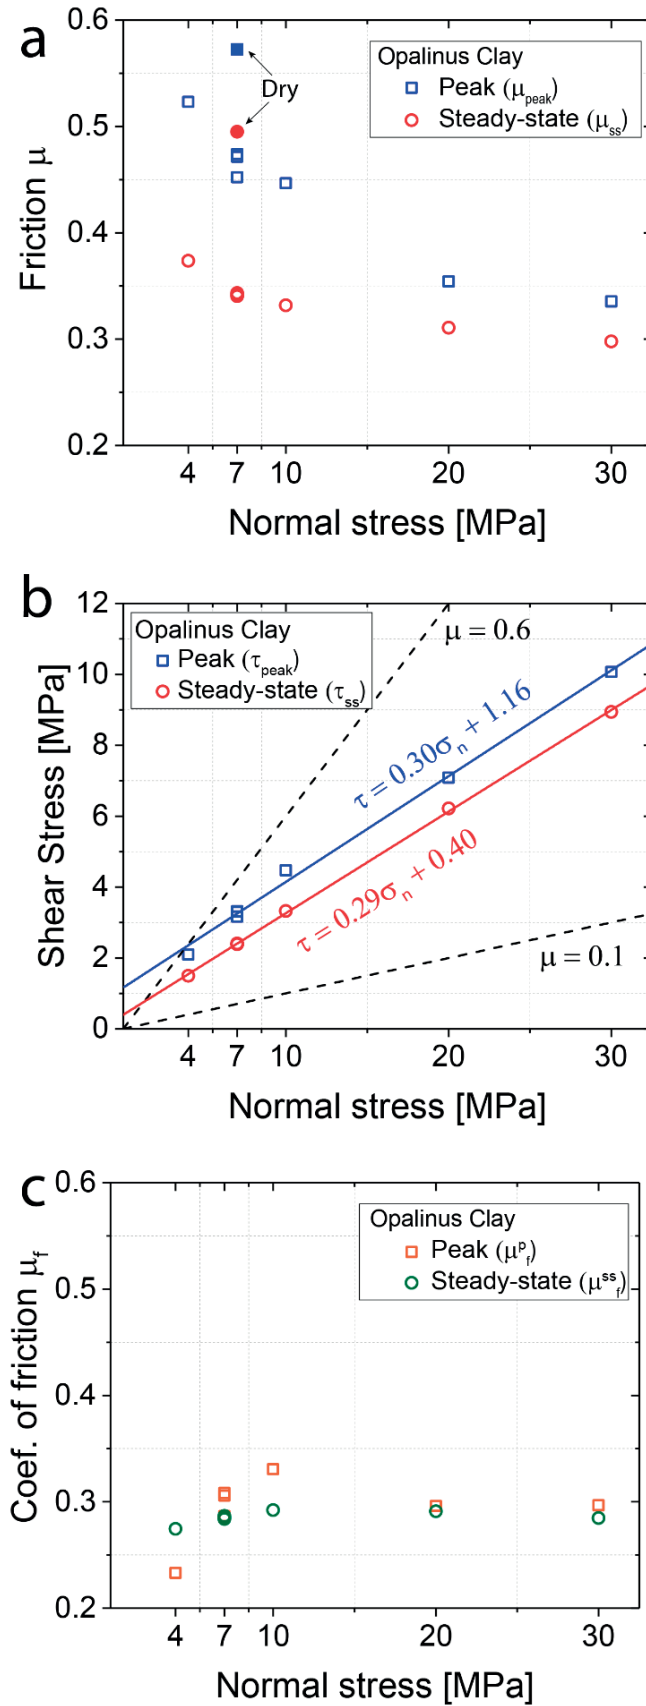 a
Opalinus Clay
Peak (μpeak)
Steady-state (μss)
Dry
0.6
0.5
0.4
0.3
0.2
Friction μ
4 7 10 20 30
Normal stress [MPa]
b
Opalinus Clay
Peak (τpeak)
Steady-state (τss)
μ = 0.6
τ = 0.30σn + 1.16
τ = 0.29σn + 0.40
μ = 0.1
12
10
8
6
4
2
0
Shear Stress [MPa]
4 7 10 20 30
Normal stress [MPa]
c
Opalinus Clay
Peak (μᵖf)
Steady-state (μˢˢf)
0.6
0.5
0.4
0.3
0.2
Coef. of friction μf
4 7 10 20 30
Normal stress [MPa]